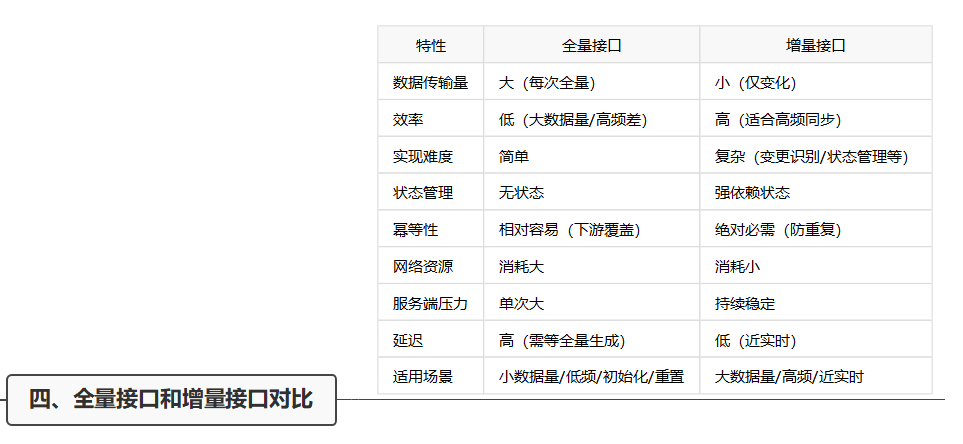 特性 全量接口 增量接口
数据传输量 大（每次全量） 小（仅变化）
效率 低（大数据量/高频差） 高（适合高频同步）
实现难度 简单 复杂（变更识别/状态管理等）
状态管理 无状态 强依赖状态
幂等性 相对容易（下游覆盖） 绝对必需（防重复）
网络资源 消耗大 消耗小
服务端压力 单次大 持续稳定
延迟 高（需等全量生成） 低（近实时）
适用场景 小数据量/低频/初始化/重置 大数据量/高频/近实时
四、全量接口和增量接口对比